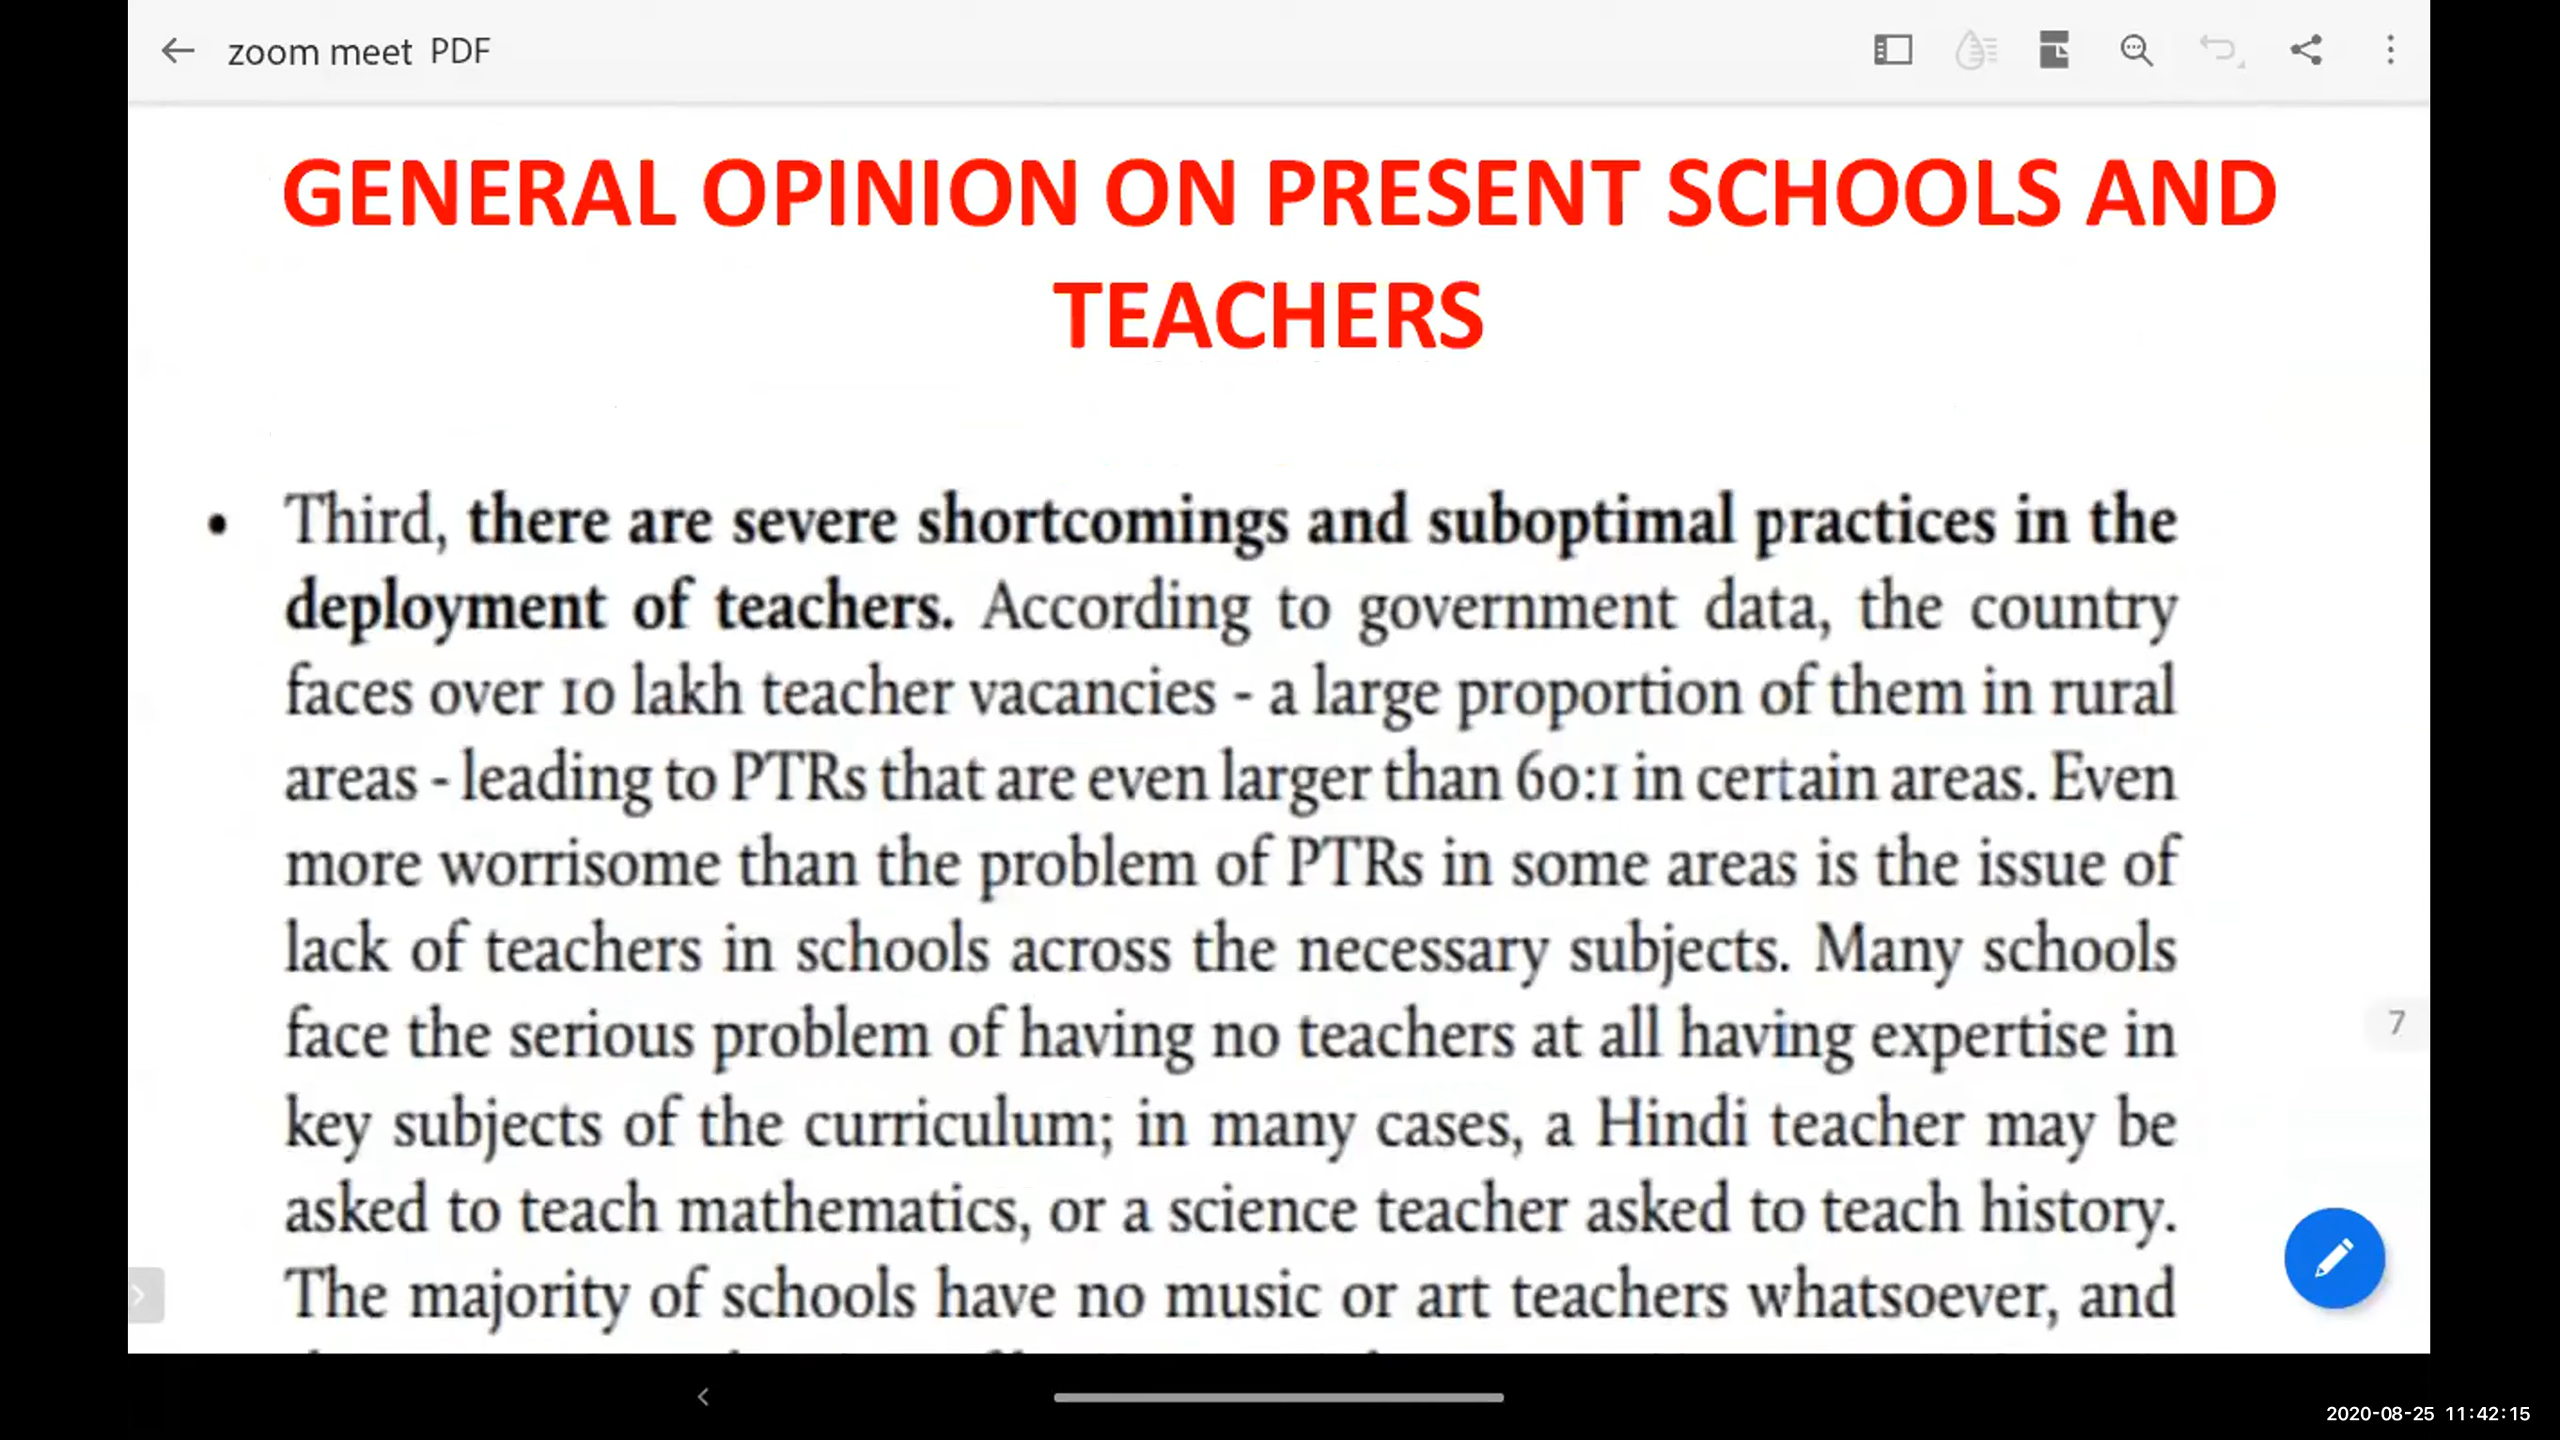 zoom meet PDF
GENERAL OPINION ON PRESENT SCHOOLS AND
TEACHERS
• Third, there are severe shortcomings and suboptimal practices in the
deployment of teachers. According to government data, the country
faces over 10 lakh teacher vacancies - a large proportion of them in rural
areas - leading to PTRs that are even larger than 60:1 in certain areas. Even
more worrisome than the problem of PTRs in some areas is the issue of
lack of teachers in schools across the necessary subjects. Many schools
face the serious problem of having no teachers at all having expertise in
key subjects of the curriculum; in many cases, a Hindi teacher may be
asked to teach mathematics, or a science teacher asked to teach history.
The majority of schools have no music or art teachers whatsoever, and
7
2020-08-25 11:42:15